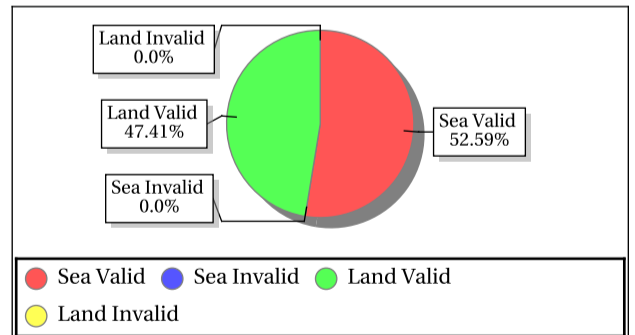 Land Invalid
0.0%
Land Valid
47.41%
Sea Valid
52.59%
Sea Invalid
0.0%
Sea Valid Sea Invalid Land Valid
Land Invalid